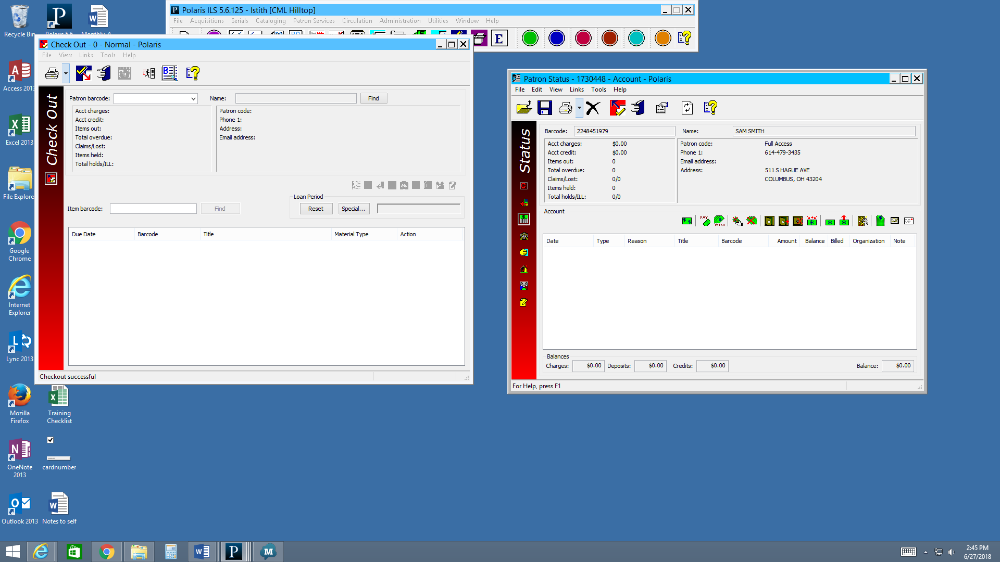 Recycle Bin
Access 2013
Excel 2013
File Explorer
Google
Chrome
Internet
Explorer
Lync 2013
Mozilla
Firefox
Training
Checklist
OneNote
2013
cardnumber
Outlook 2013
Notes to self
Polaris ILS 5.6.125 - lstith [CML Hilltop]
File Acquisitions Serials Cataloging Patron Services Circulation Administration Utilities Window Help
E
Check Out - 0 - Normal - Polaris
File View Links Tools Help
Check Out
Patron barcode: Name: Find
Acct charges:
Acct credit:
Items out:
Total overdue:
Claims/Lost:
Items held:
Total holds/ILL:
Patron code:
Phone 1:
Address:
Email address:
Loan Period
Item barcode: Find Reset Special...
Due Date Barcode Title Material Type Action
Checkout successful
Patron Status - 1730448 - Account - Polaris
File Edit View Links Tools Help
Status
Barcode: 2248451979 Name: SAM SMITH
Acct charges: $0.00
Acct credit: $0.00
Items out: 0
Total overdue: 0
Claims/Lost: 0/0
Items held: 0
Total holds/ILL: 0/0
Patron code: Full Access
Phone 1: 614-479-3435
Email address:
Address: 511 S HAGUE AVE
COLUMBUS, OH 43204
Account
Date Type Reason Title Barcode Amount Balance Billed Organization Note
Balances
Charges: $0.00 Deposits: $0.00 Credits: $0.00 Balance: $0.00
For Help, press F1
2:45 PM
6/27/2018